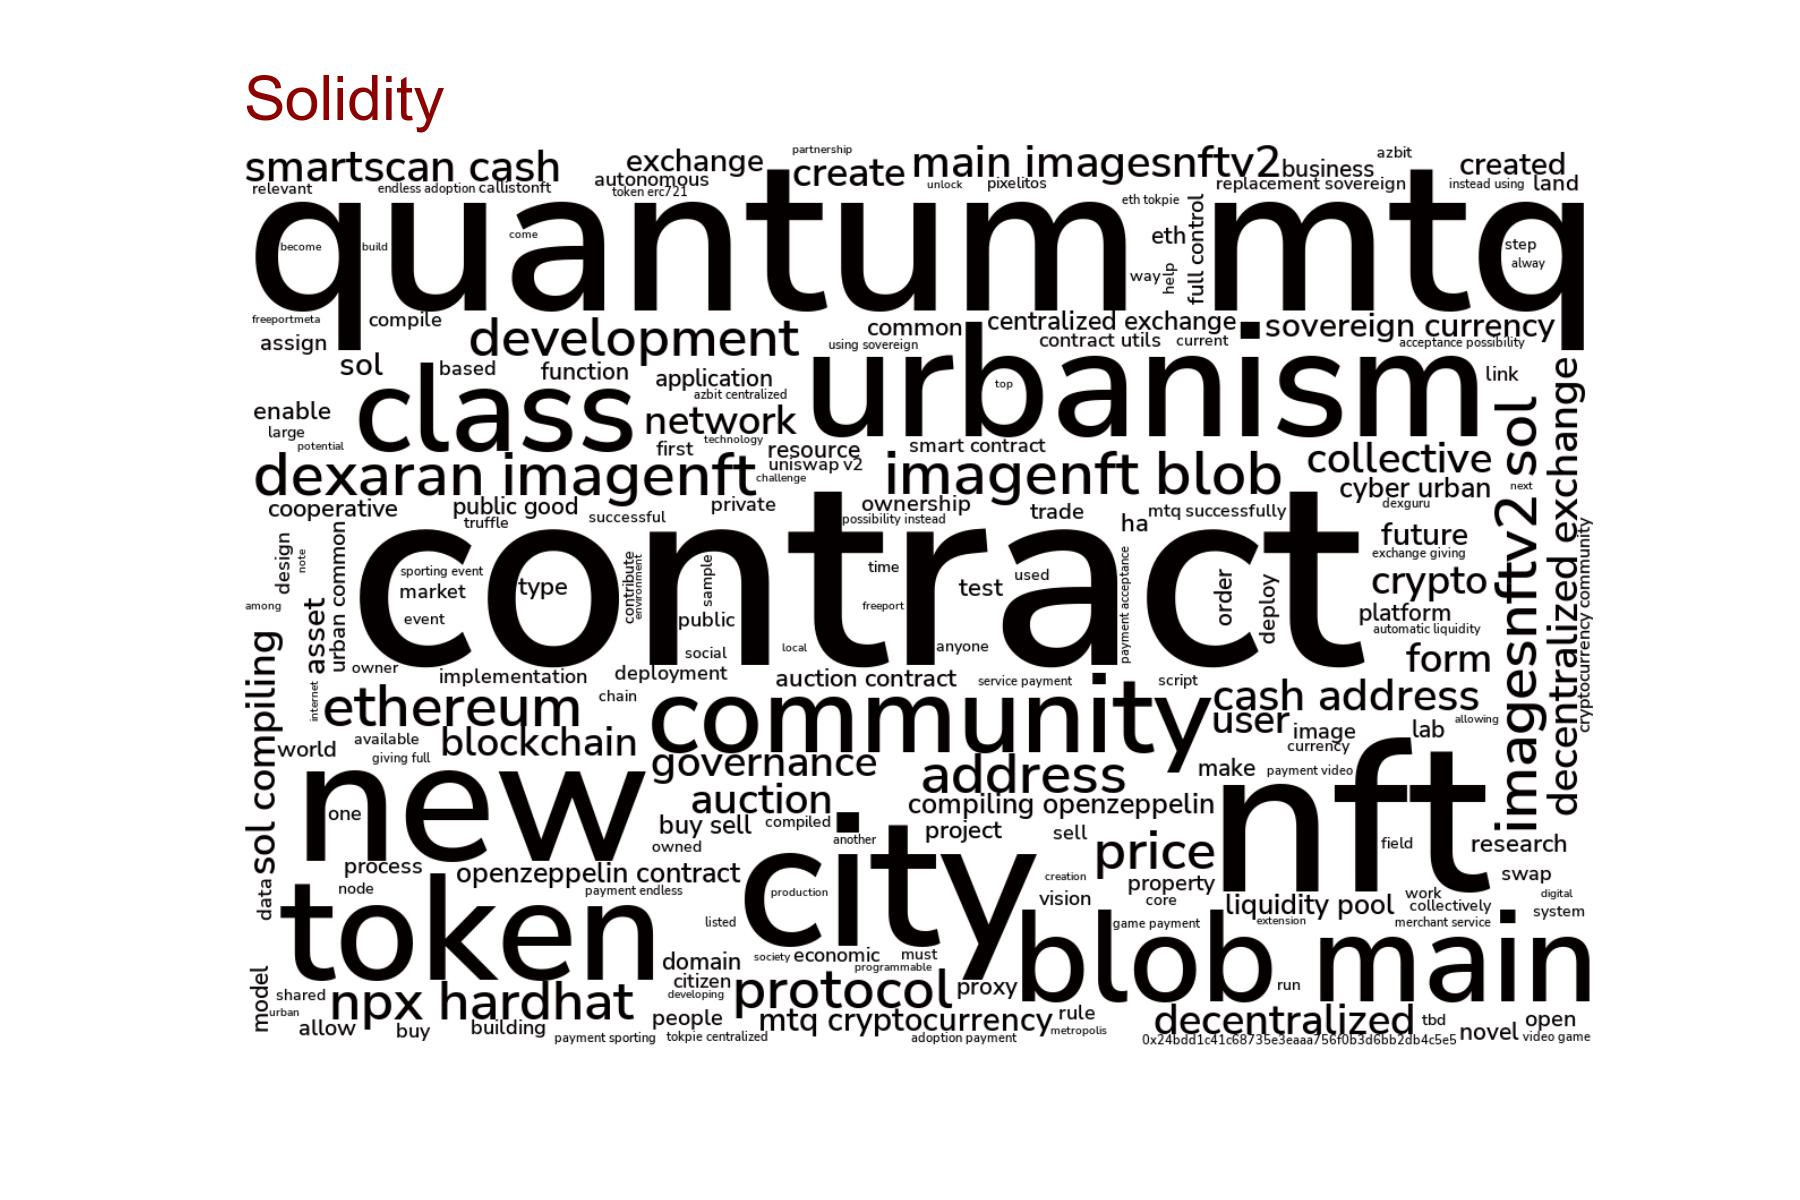 Solidity
partnership
smartscan cash
exchange
create
main imagesnftv2
business
azbit
created
relevant
endless adoption
callistonft
autonomous
token erc721
unlock
pixelitos
replacement sovereign
instead using
land
quantum mtq
become
build
come
eth tokpie
eth
full control
way
help
step
alway
freeportmeta
compile
assign
sol
development
common
centralized exchange
sovereign currency
using sovereign
contract utils
current
acceptance possibility
based
function
application
azbit centralized
class
urbanism
top
link
enable
large
potential
network
first
technology
resource
smart contract
uniswap v2
challenge
dexaran imagenft
imagenft blob
collective
cyber urban
next
dexguru
imagesnftv2 sol
decentralized exchange
cryptocurrency community
cooperative
public good
truffle
successful
private
ownership
possibility instead
trade
ha
mtq successfully
future
exchange giving
crypto
platform
automatic liquidity
form
contract
design
note
among
urban common
asset
sporting event
market
event
type
contribute
environment
sample
public
social
time
freeport
local
anyone
test
used
payment acceptance
order
deploy
sol compiling
owner
internet
implementation
deployment
auction contract
service payment
script
cash address
ethereum
chain
community
user
image
currency
lab
allowing
world
available
giving full
blockchain
governance
address
make
payment video
new
one
auction
compiling openzeppelin
nft
buy sell
compiled
owned
another
project
sell
price
field
research
process
node
data
openzeppelin contract
payment endless
city
production
creation
vision
property
core
liquidity pool
extension
work
collectively
merchant service
swap
digital
system
token
listed
game payment
blob main
domain
society
economic
must
programmable
citizen
developing
protocol
proxy
run
model
shared
urban
npx hardhat
allow
buy
building
payment sporting
people
tokpie centralized
mtq cryptocurrency
adoption payment
rule
metropolis
decentralized
tbd
novel
open
video game
0x24bdd1c41c68735e3eaaa756f0b3d6bb2db4c5e5